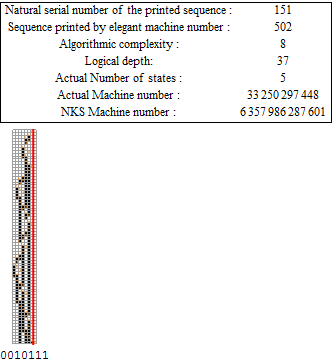 Natural serial number of the printed sequence : 151
Sequence printed by elegant machine number : 502
Algorithmic complexity : 8
Logical depth: 37
Actual Number of states : 5
Actual Machine number : 33 250 297 448
NKS Machine number : 6 357 986 287 601
0010111